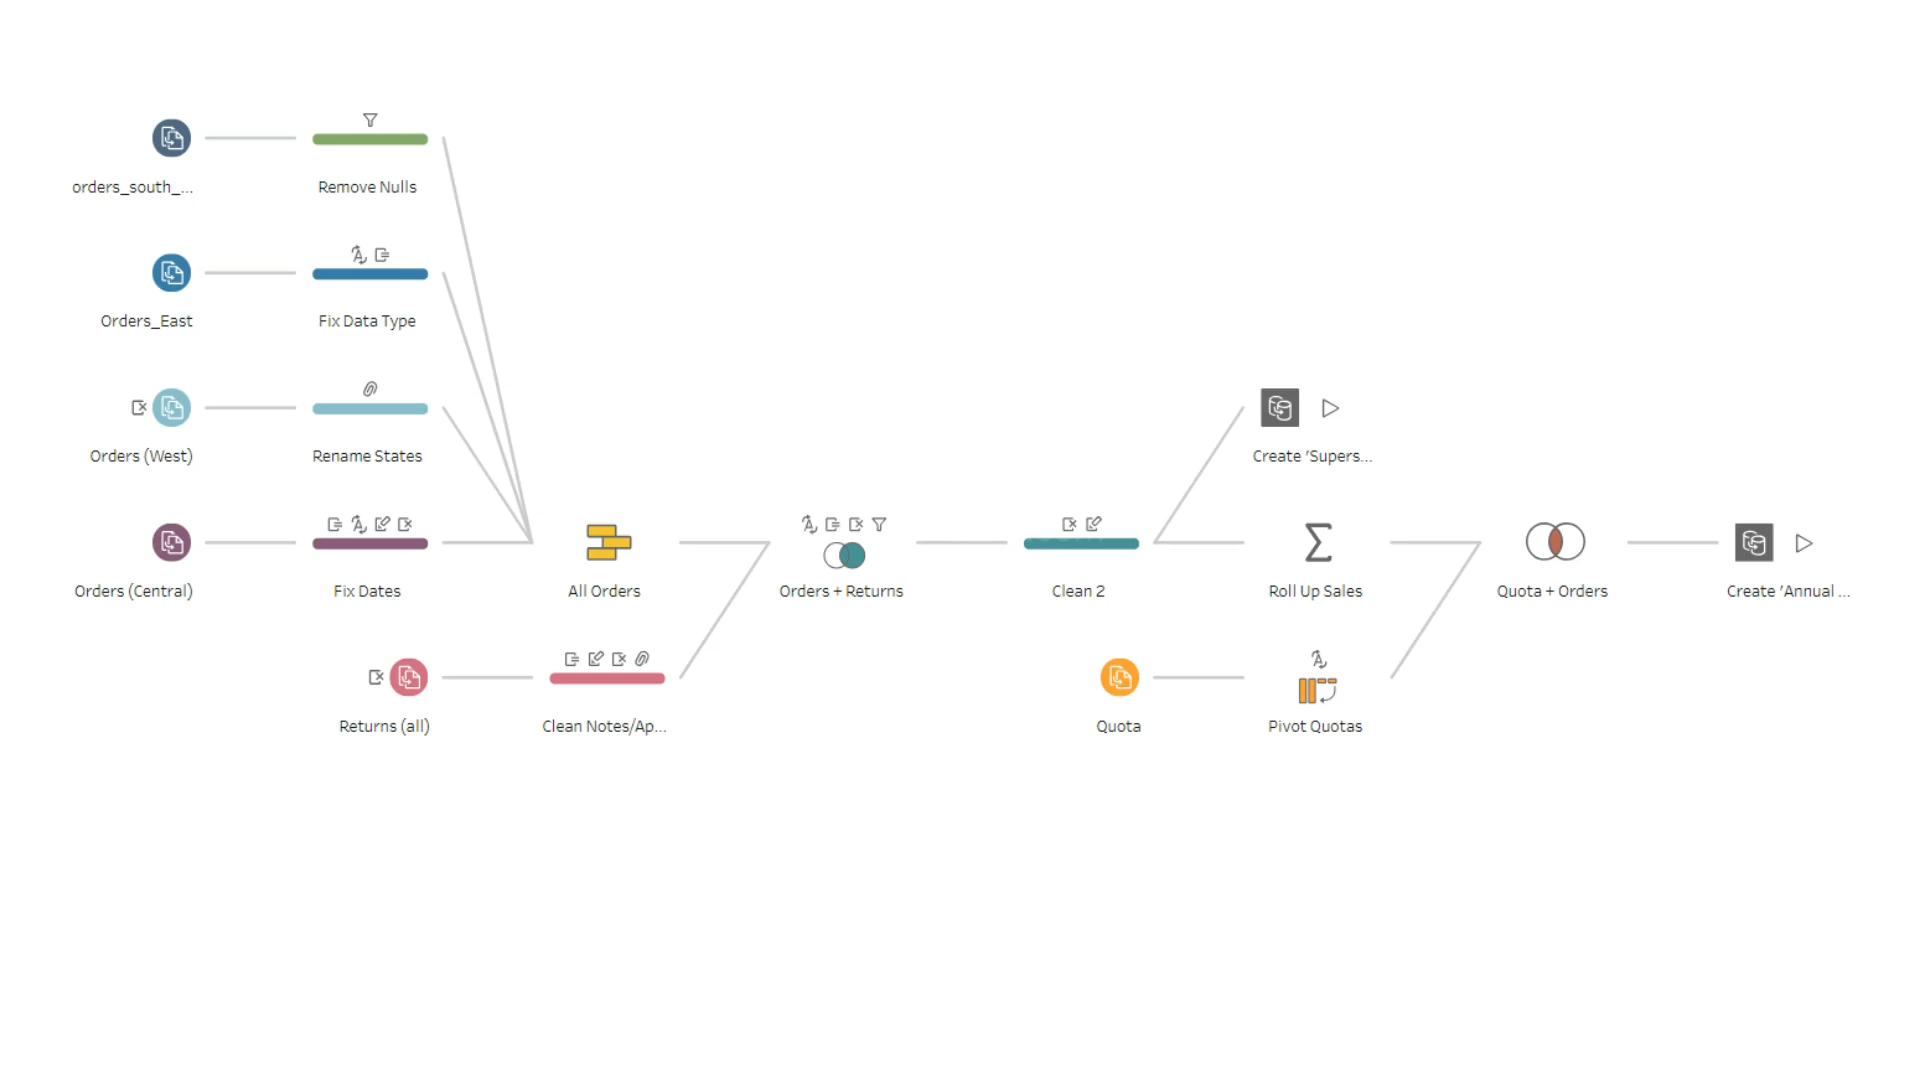 orders_south_...
Remove Nulls
Orders_East
Fix Data Type
Orders (West)
Rename States
Create 'Supers...
Orders (Central)
Fix Dates
All Orders
Orders + Returns
Clean 2
Roll Up Sales
Quota + Orders
Create 'Annual ...
Returns (all)
Clean Notes/Ap...
Quota
Pivot Quotas